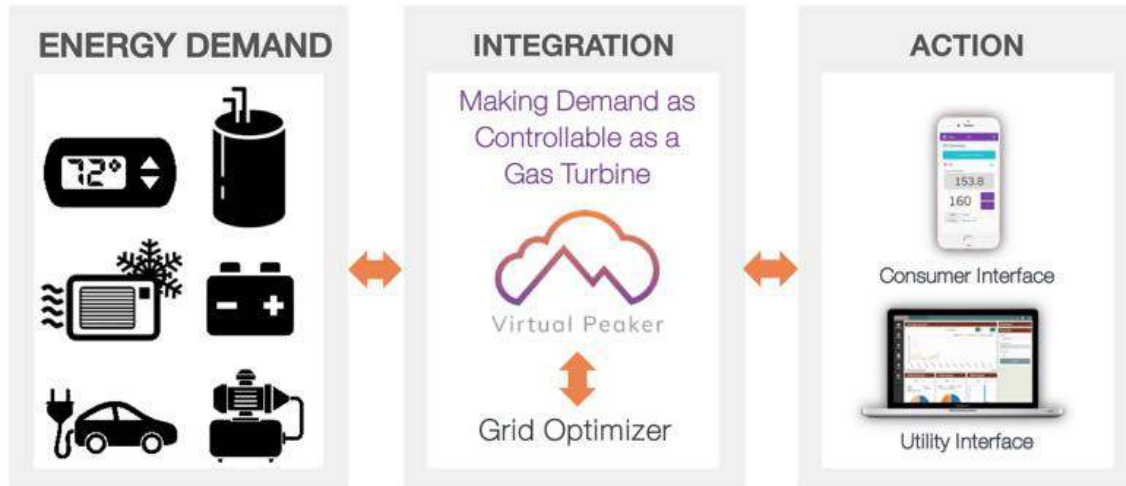 ENERGY DEMAND
72°
INTEGRATION
Making Demand as
Controllable as a
Gas Turbine
Virtual Peaker
Grid Optimizer
ACTION
153.8
160
Consumer Interface
Utility Interface